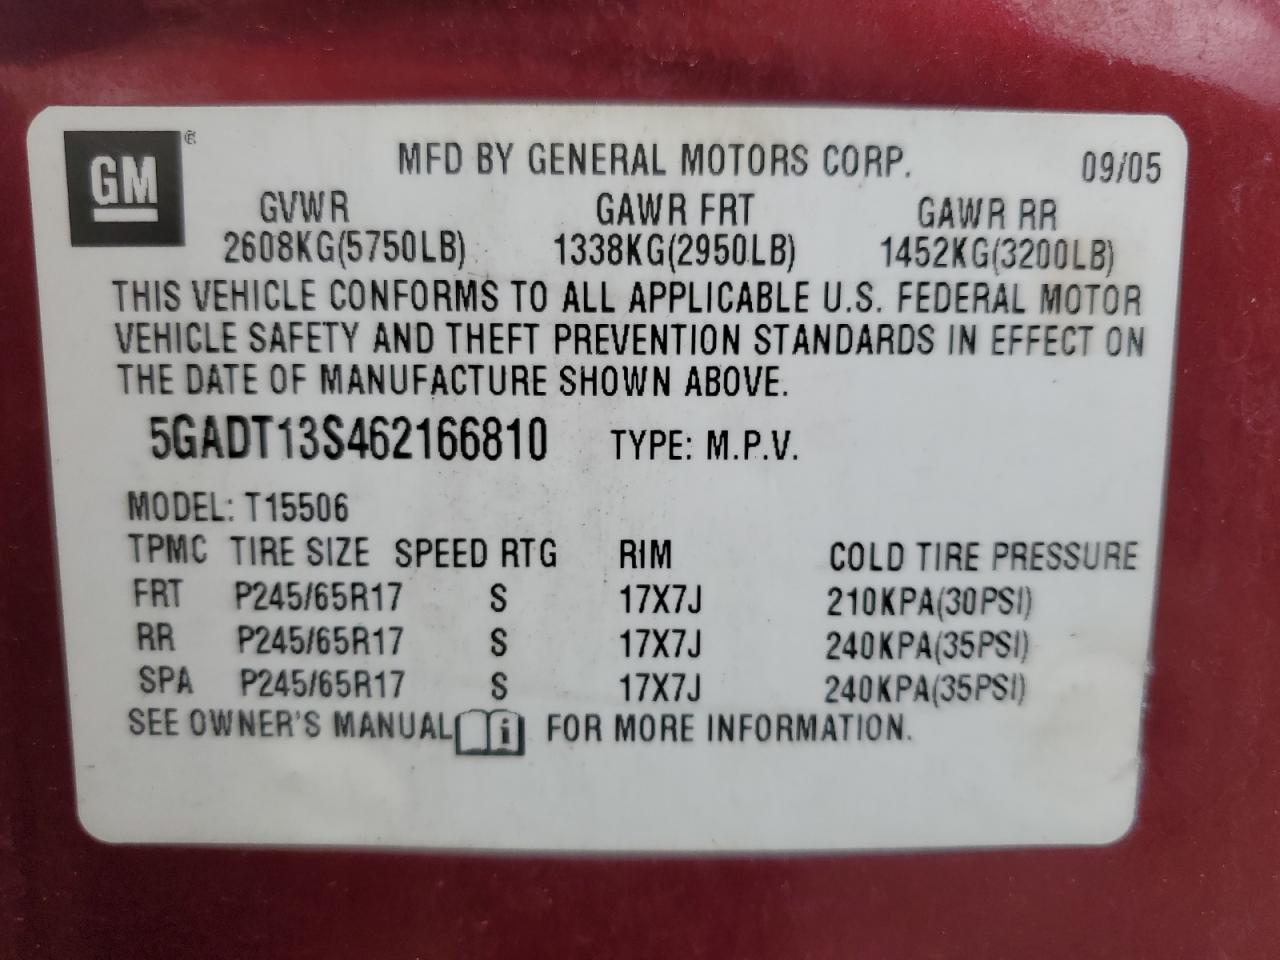 GM ®
MFD BY GENERAL MOTORS CORP. 09/05
GVWR GAWR FRT GAWR RR
2608KG(5750LB) 1338KG(2950LB) 1452KG(3200LB)
THIS VEHICLE CONFORMS TO ALL APPLICABLE U.S. FEDERAL MOTOR
VEHICLE SAFETY AND THEFT PREVENTION STANDARDS IN EFFECT ON
THE DATE OF MANUFACTURE SHOWN ABOVE.
5GADT13S462166810 TYPE: M.P.V.
MODEL: T15506
TPMC TIRE SIZE SPEED RTG RIM COLD TIRE PRESSURE
FRT P245/65R17 S 17X7J 210KPA(30PSI)
RR P245/65R17 S 17X7J 240KPA(35PSI)
SPA P245/65R17 S 17X7J 240KPA(35PSI)
SEE OWNER'S MANUAL i FOR MORE INFORMATION.